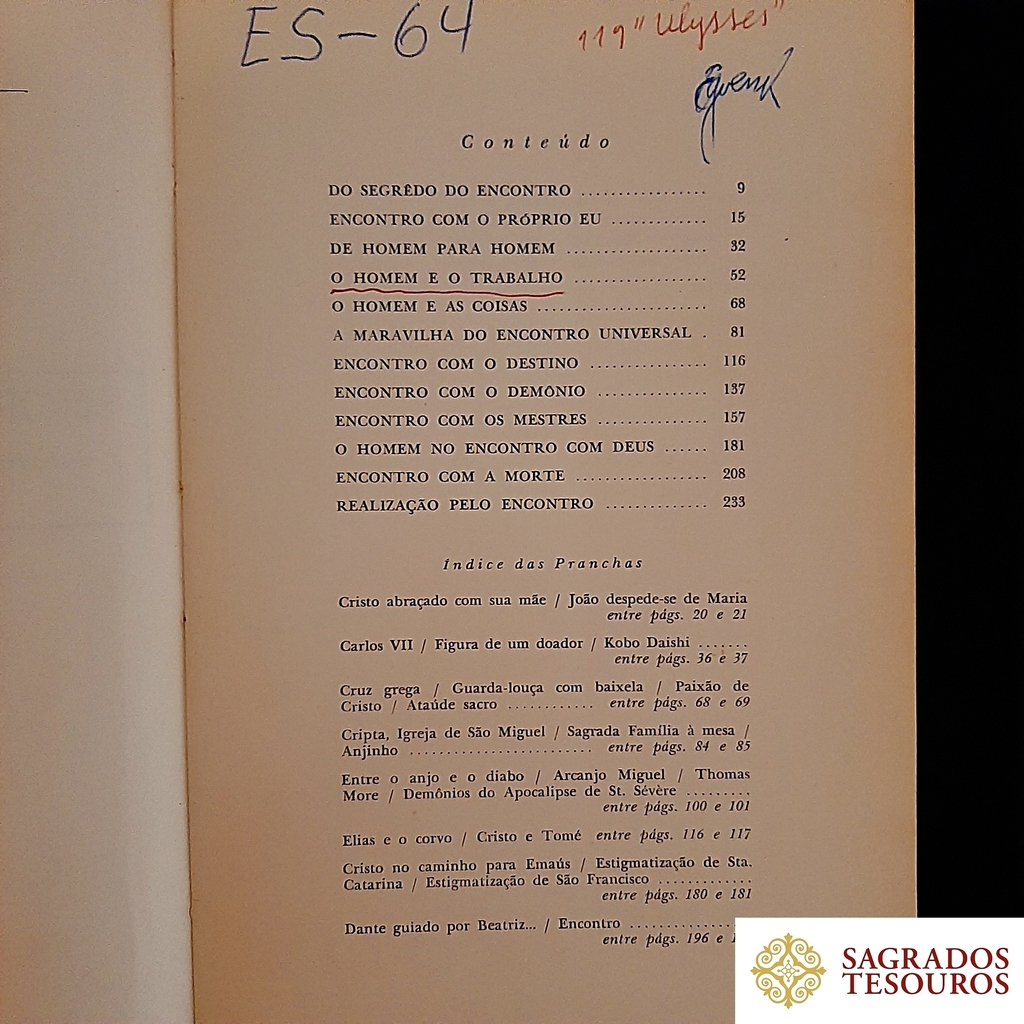 ES-64
119 "Ulysses"
Conteúdo
DO SEGRÊDO DO ENCONTRO ................. 9
ENCONTRO COM O PRÓPRIO EU ............. 15
DE HOMEM PARA HOMEM ................... 32
O HOMEM E O TRABALHO .................. 52
O HOMEM E AS COISAS ....................... 68
A MARAVILHA DO ENCONTRO UNIVERSAL . 81
ENCONTRO COM O DESTINO ................ 116
ENCONTRO COM O DEMÔNIO ............... 137
ENCONTRO COM OS MESTRES ............... 157
O HOMEM NO ENCONTRO COM DEUS ...... 181
ENCONTRO COM A MORTE .................. 208
REALIZAÇÃO PELO ENCONTRO .............. 233
Índice das Pranchas
Cristo abraçado com sua mãe / João despede-se de Maria
entre págs. 20 e 21
Carlos VII / Figura de um doador / Kobo Daishi .......
entre págs. 36 e 37
Cruz grega / Guarda-louça com baixela / Paixão de
Cristo / Ataúde sacro ............ entre págs. 68 e 69
Cripta, Igreja de São Miguel / Sagrada Família à mesa /
Anjinho ......................... entre págs. 84 e 85
Entre o anjo e o diabo / Arcanjo Miguel / Thomas
More / Demônios do Apocalipse de St. Sévère .........
entre págs. 100 e 101
Elias e o corvo / Cristo e Tomé entre págs. 116 e 117
Cristo no caminho para Emaús / Estigmatização de Sta.
Catarina / Estigmatização de São Francisco .............
entre págs. 180 e 181
Dante guiado por Beatriz... / Encontro ...............
entre págs. 196 e
SAGRADOS
TESOUROS